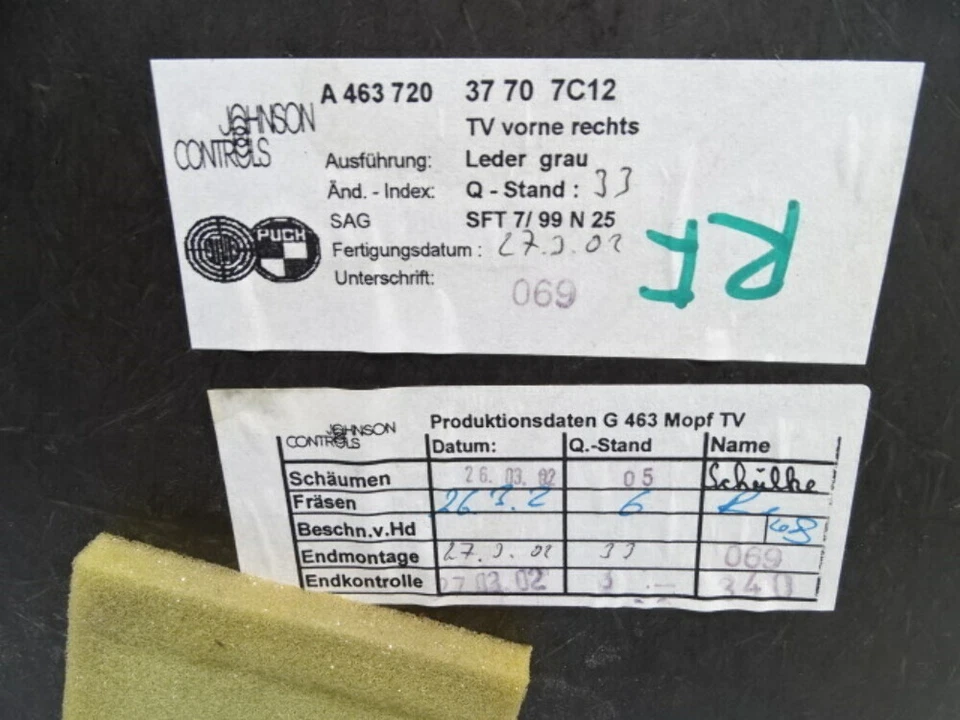 A 463 720 37 70 7C12
JOHNSON CONTROLS
TV vorne rechts
Ausführung: Leder grau
Änd. - Index: Q - Stand : 33
SAG SFT 7/ 99 N 25
PUCH
Fertigungsdatum : 27.3.02
Unterschrift:
069
RF
Produktionsdaten G 463 Mopf TV
JOHNSON CONTROLS
Datum: Q.-Stand Name
Schäumen 26.03.02 05 Schülke
Fräsen 26.3.2 6
Beschn.v.Hd
Endmontage 27.3.02 33 069
Endkontrolle 27.03.02 340